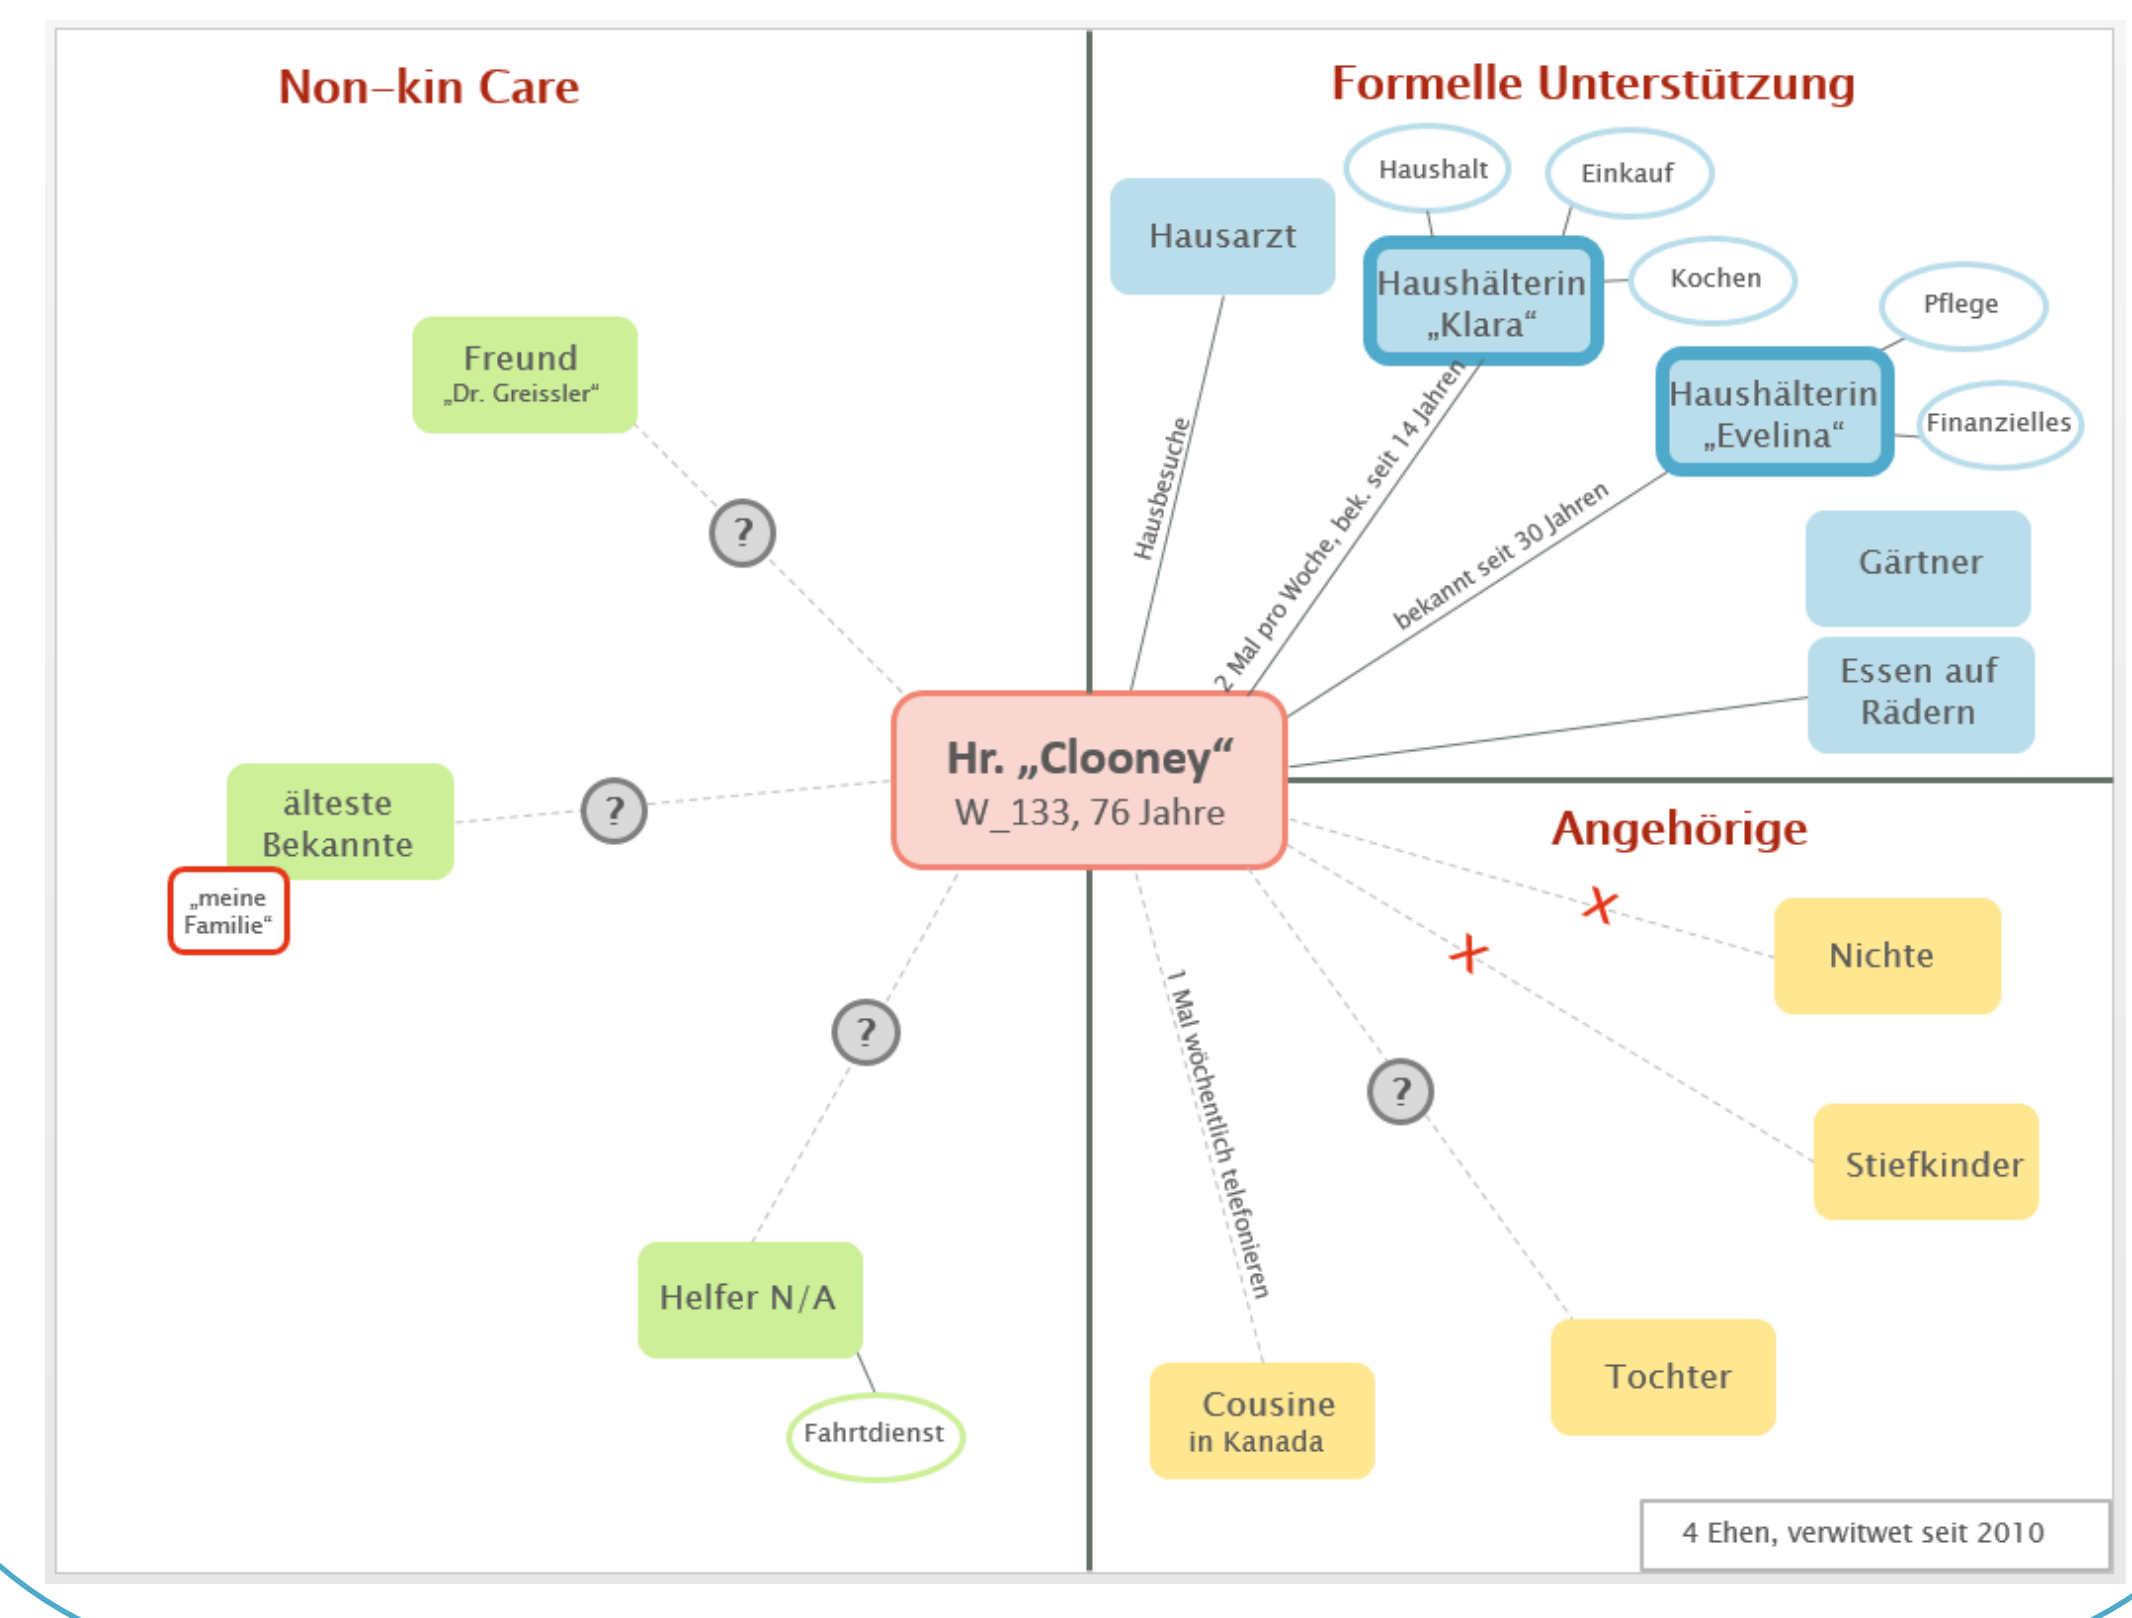 Non-kin Care
Formelle Unterstützung
Haushalt
Einkauf
Hausarzt
Haushälterin
„Klara“
Kochen
Pflege
Haushälterin
„Evelina“
Finanzielles
Freund
„Dr. Greissler“
Hausbesuche
2 Mal pro Woche, bek. seit 14 Jahren
bekannt seit 30 Jahren
?
Gärtner
Essen auf
Rädern
Hr. „Clooney“
W_133, 76 Jahre
älteste
Bekannte
?
„meine
Familie“
Angehörige
X
X
Nichte
?
1 Mal wöchentlich telefonieren
?
Stiefkinder
Helfer N/A
Fahrtdienst
Tochter
Cousine
in Kanada
4 Ehen, verwitwet seit 2010